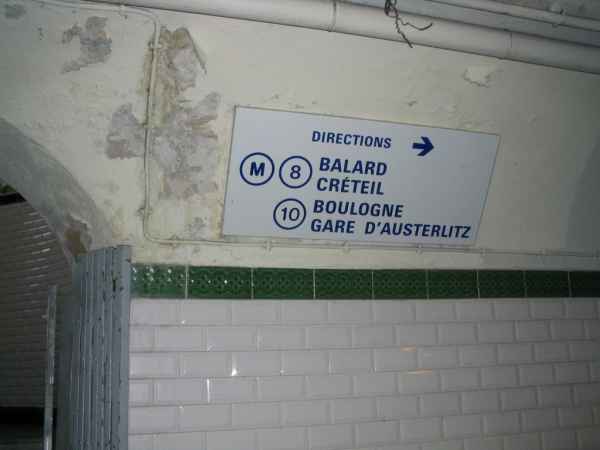 DIRECTIONS
M 8 BALARD
CRÉTEIL
10 BOULOGNE
GARE D'AUSTERLITZ